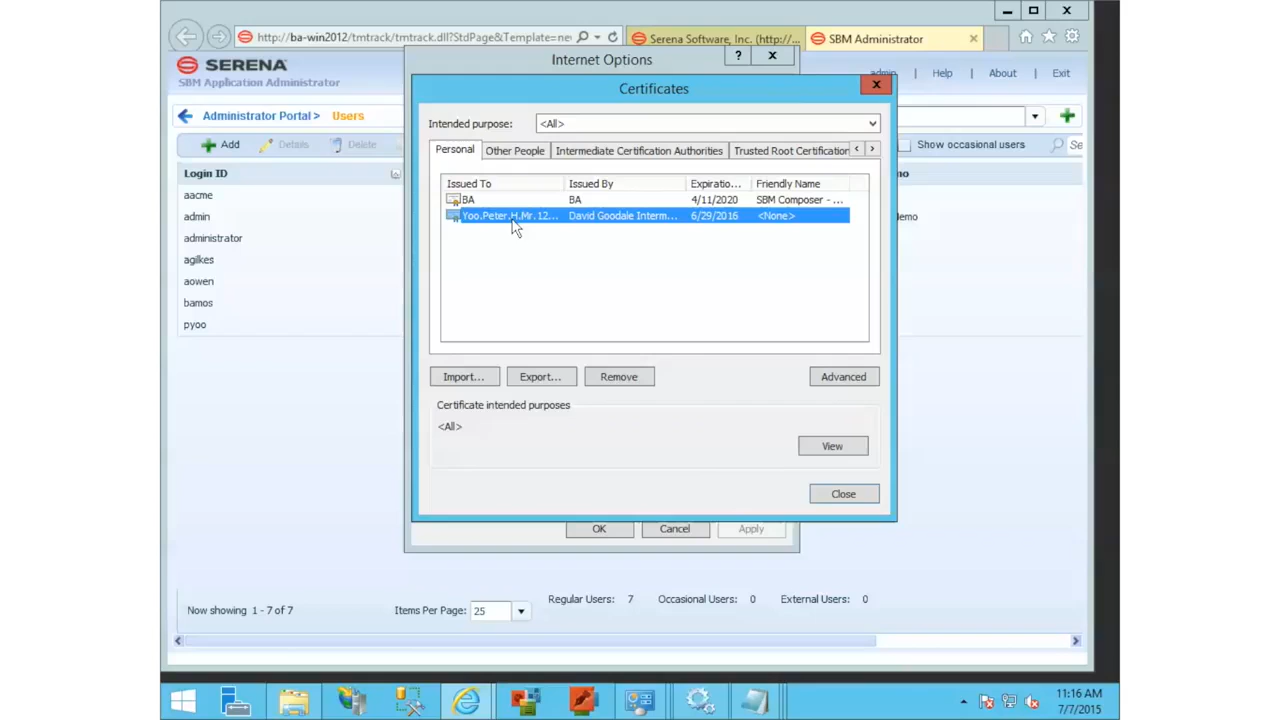 http://ba-win2012/tmtrack/tmtrack.dll?StdPage&Template=ne
Serena Software, Inc. (http://...
SBM Administrator
SERENA
SBM Application Administrator
Internet Options
?
X
admin | Help | About | Exit
Administrator Portal > Users
Certificates
Intended purpose: <All>
Add Details Delete
Show occasional users
Se
Personal Other People Intermediate Certification Authorities Trusted Root Certification
Login ID
Issued To Issued By Expiratio... Friendly Name
aacme
BA BA 4/11/2020 SBM Composer - ...
admin
Yoo.Peter.H.Mr.12... David Goodale Interm... 6/29/2016 <None>
administrator
agilkes
aowen
bamos
pyoo
Import... Export... Remove Advanced
Certificate intended purposes
<All>
View
Close
OK Cancel Apply
Now showing 1 - 7 of 7
Items Per Page: 25
Regular Users: 7 Occasional Users: 0 External Users: 0
11:16 AM
7/7/2015